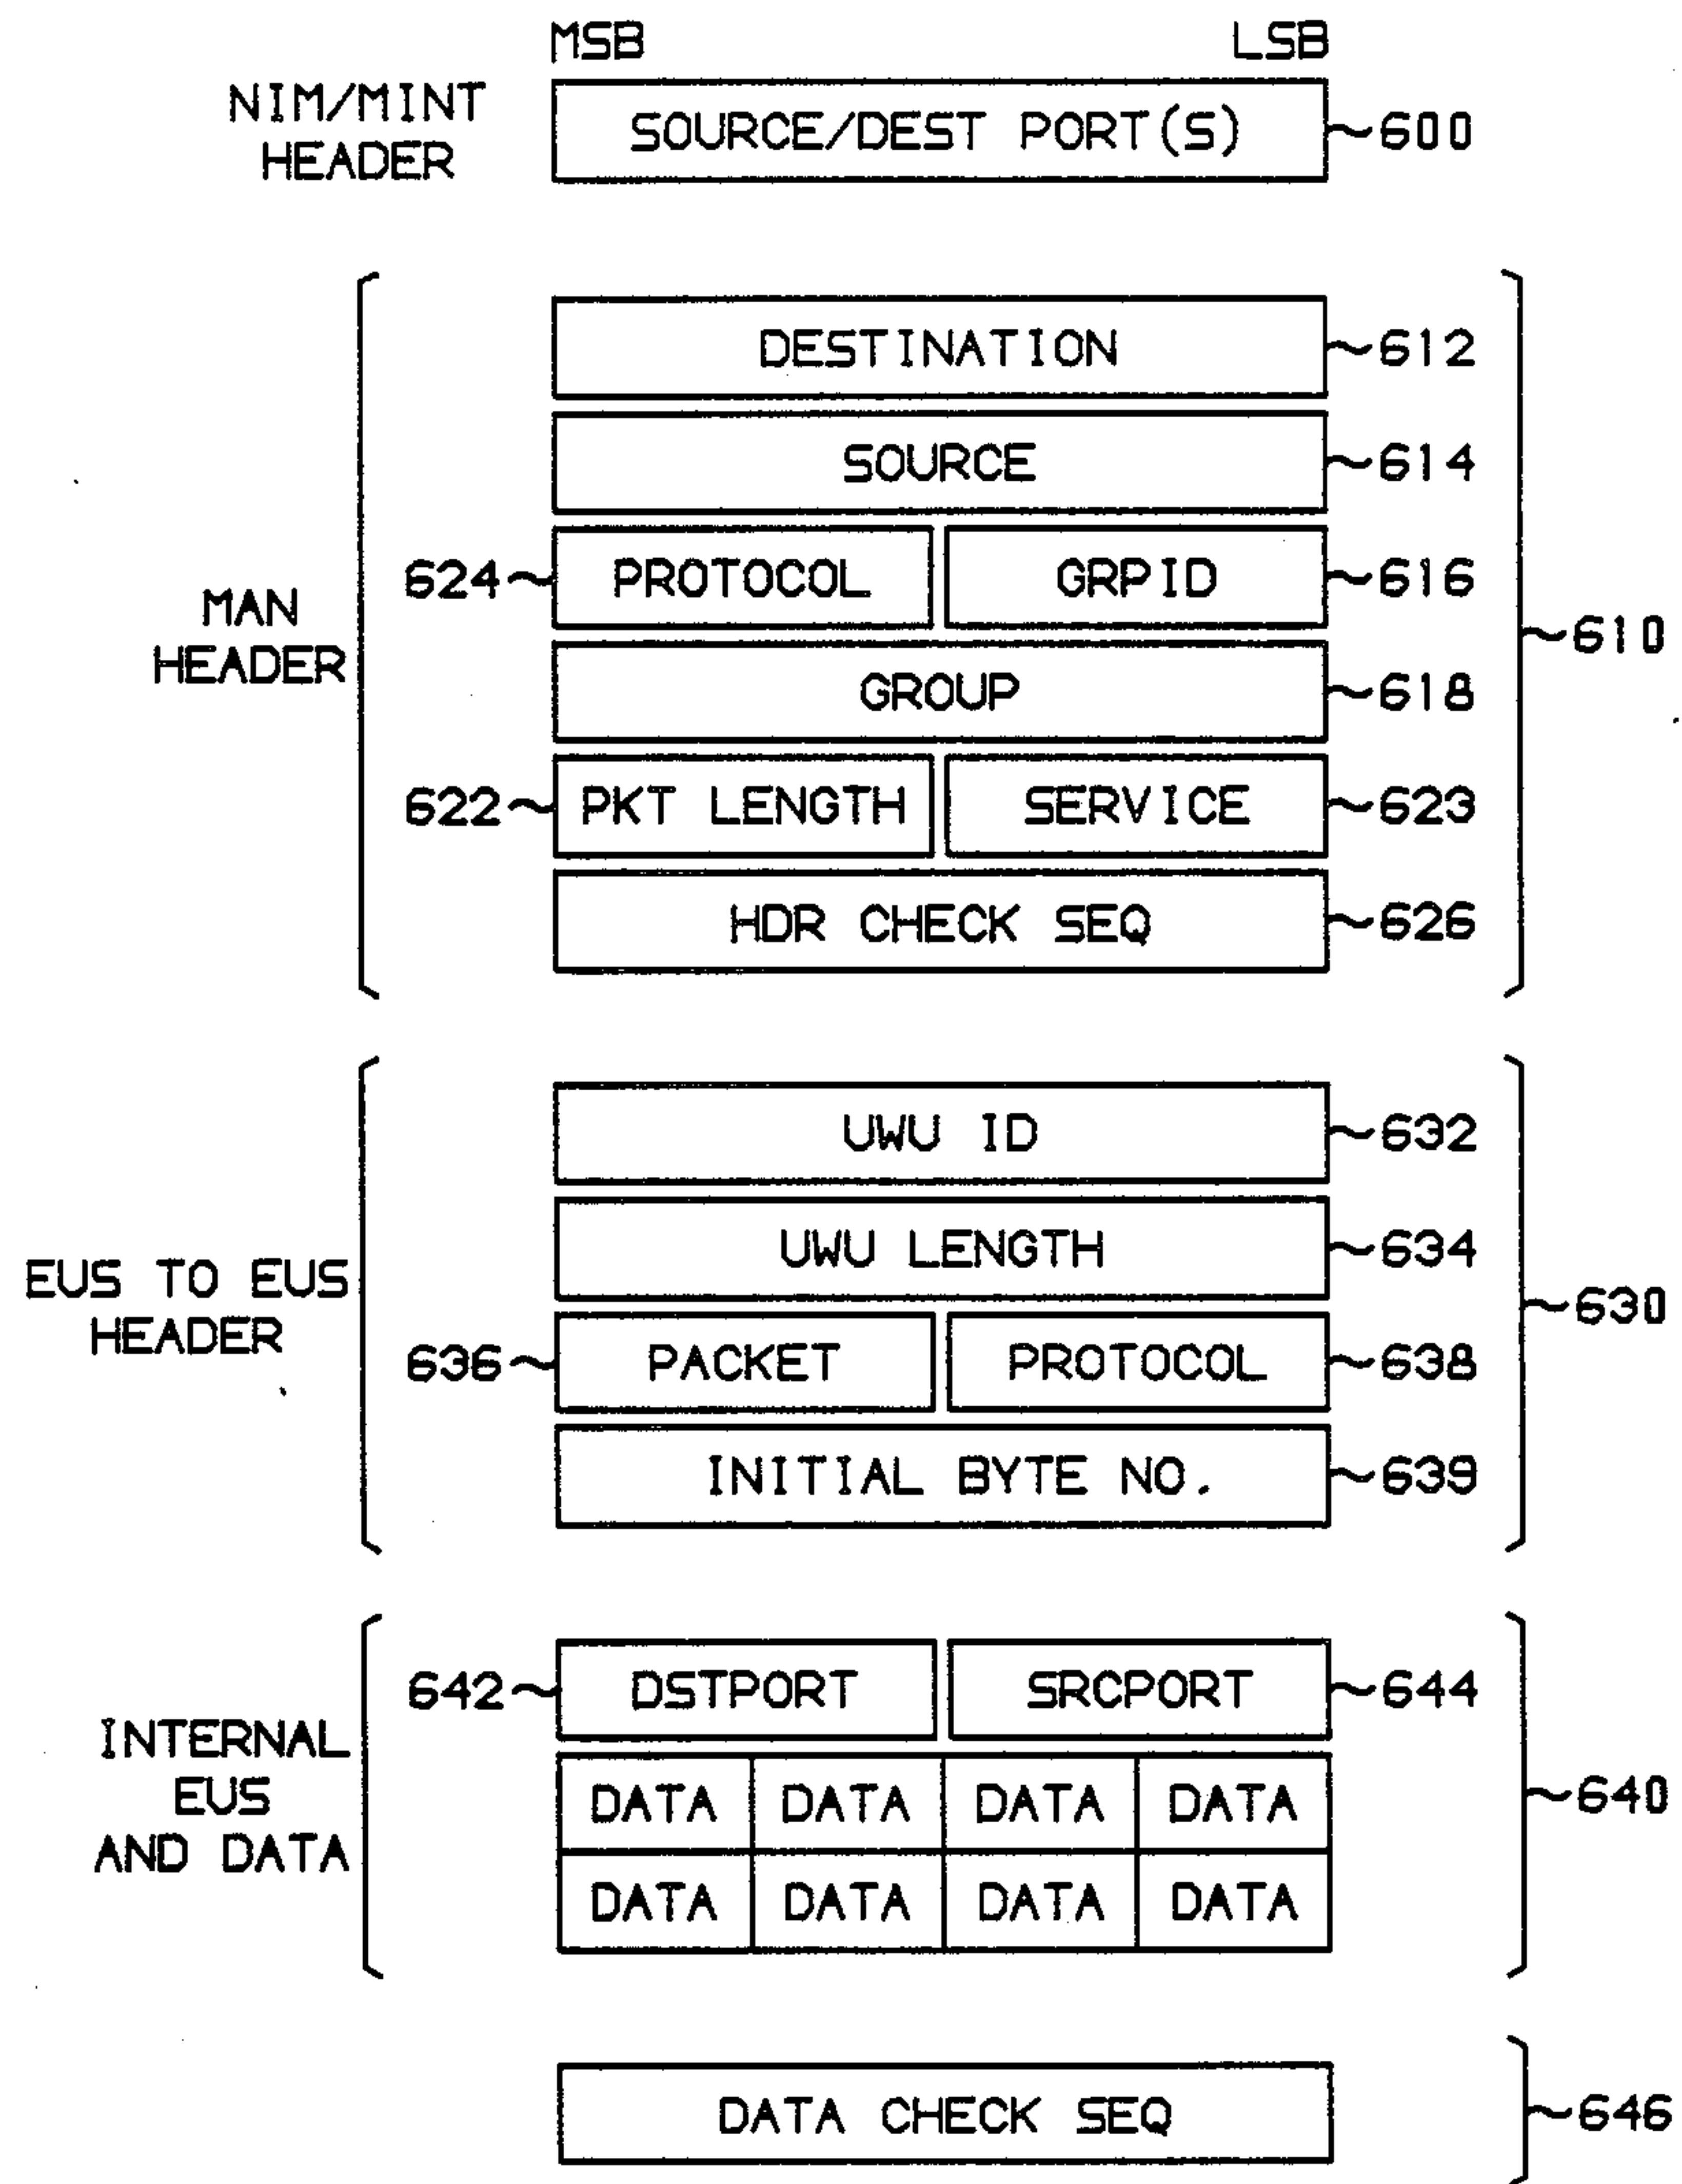 MSB LSB
NIM/MINT
HEADER
SOURCE/DEST PORT(S) 600
MAN
HEADER
DESTINATION 612
SOURCE 614
624 PROTOCOL GRPID 616
GROUP 618
622 PKT LENGTH SERVICE 623
HDR CHECK SEQ 626
610
EUS TO EUS
HEADER
UWU ID 632
UWU LENGTH 634
636 PACKET PROTOCOL 638
INITIAL BYTE NO. 639
630
INTERNAL
EUS
AND DATA
642 DSTPORT SRCPORT 644
DATA DATA DATA DATA
DATA DATA DATA DATA
640
DATA CHECK SEQ 646